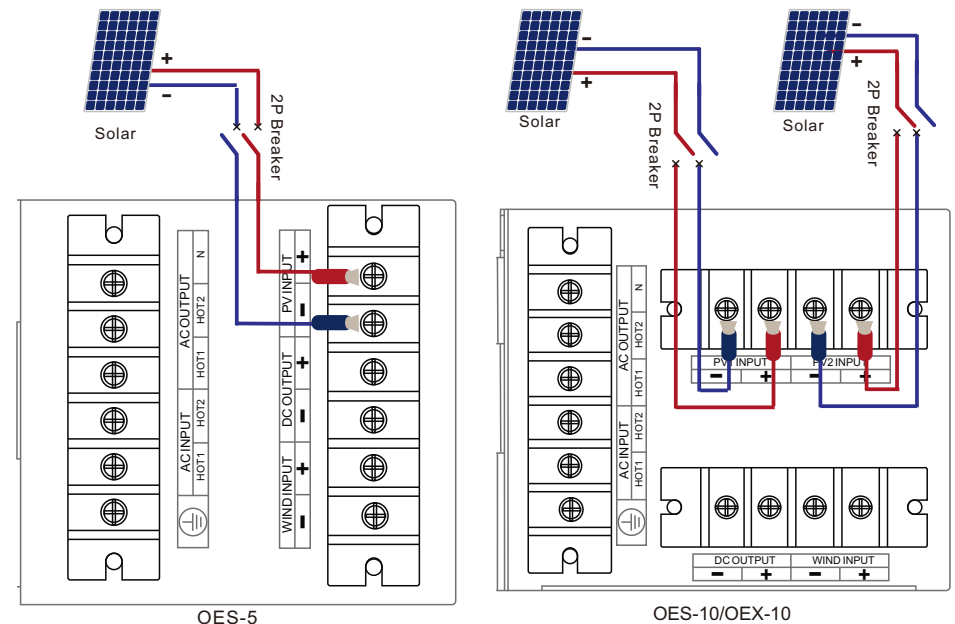 +
−
Solar
2P Breaker
N
HOT2
AC OUTPUT
HOT1
HOT2
AC INPUT
HOT1
+
PV INPUT
−
+
DC OUTPUT
−
+
WIND INPUT
−
OES-5
−
+
Solar
2P Breaker
−
+
Solar
2P Breaker
N
HOT2
AC OUTPUT
HOT1
HOT2
AC INPUT
HOT1
PV1 INPUT PV2 INPUT
− + − +
DC OUTPUT WIND INPUT
− + − +
OES-10/OEX-10